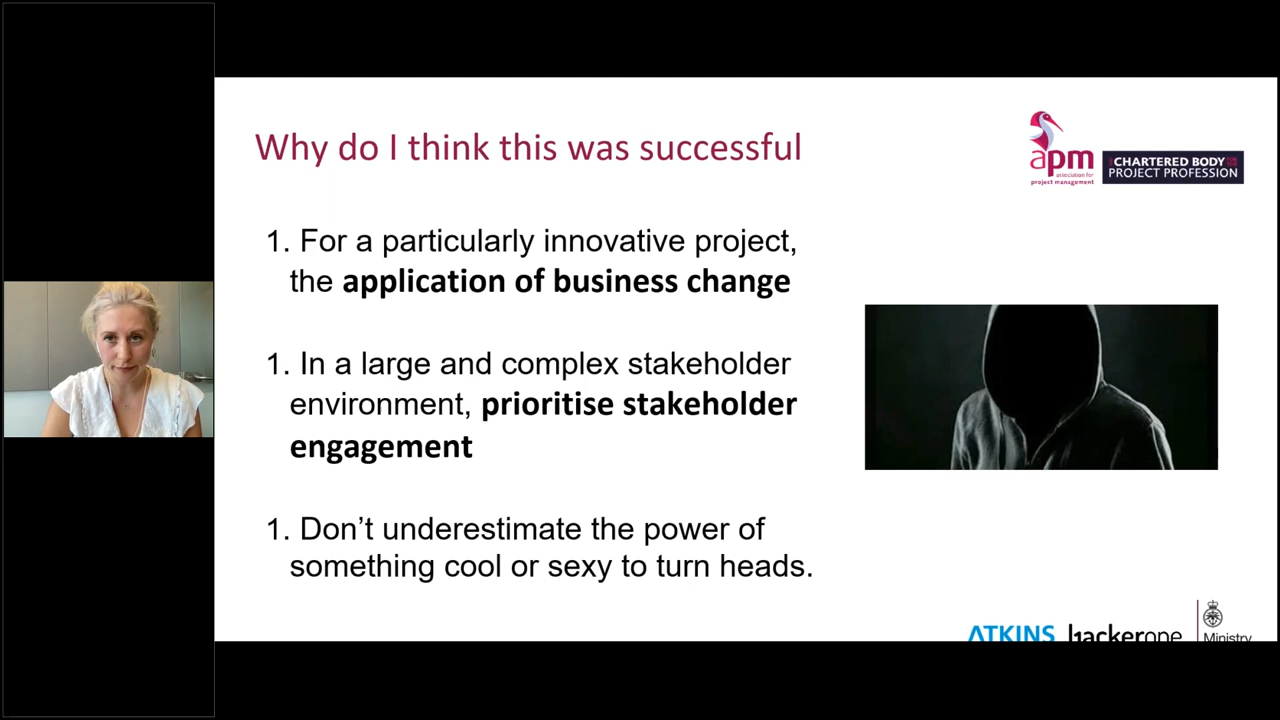 Why do I think this was successful
apm
association for
project management
CHARTERED BODY
PROJECT PROFESSION
1. For a particularly innovative project,
the application of business change
1. In a large and complex stakeholder
environment, prioritise stakeholder
engagement
1. Don’t underestimate the power of
something cool or sexy to turn heads.
ATKINS
hackerone
Ministry